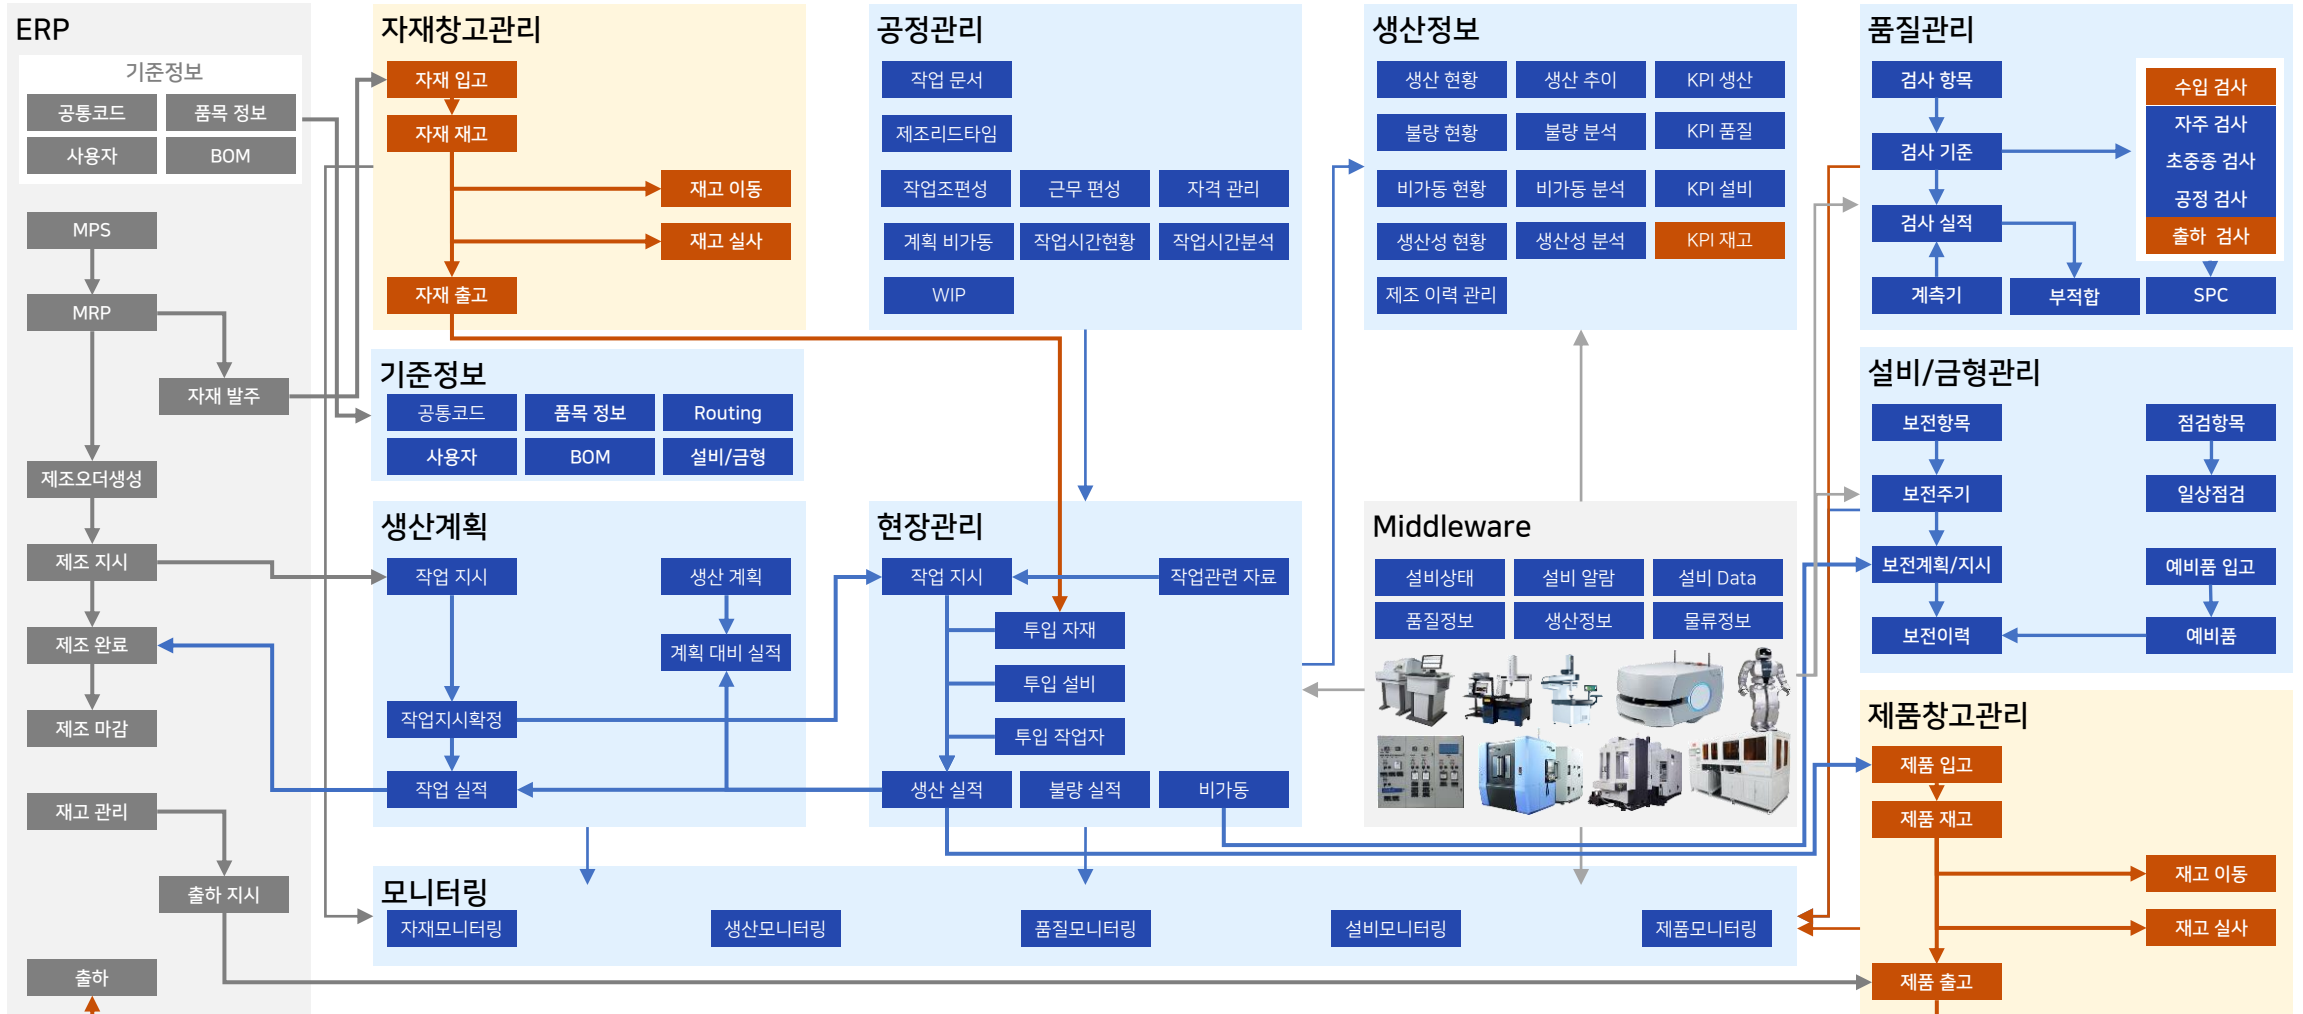 ERP
기준정보
공통코드
품목 정보
사용자
BOM
MPS
MRP
자재 발주
제조오더생성
제조 지시
제조 완료
제조 마감
재고 관리
출하 지시
출하
자재창고관리
자재 입고
자재 재고
재고 이동
재고 실사
자재 출고
기준정보
공통코드
품목 정보
Routing
사용자
BOM
설비/금형
생산계획
작업 지시
생산 계획
계획 대비 실적
작업지시확정
작업 실적
공정관리
작업 문서
제조리드타임
작업조편성
근무 편성
자격 관리
계획 비가동
작업시간현황
작업시간분석
WIP
현장관리
작업 지시
작업관련 자료
투입 자재
투입 설비
투입 작업자
생산 실적
불량 실적
비가동
생산정보
생산 현황
생산 추이
KPI 생산
불량 현황
불량 분석
KPI 품질
비가동 현황
비가동 분석
KPI 설비
생산성 현황
생산성 분석
KPI 재고
제조 이력 관리
Middleware
설비상태
설비 알람
설비 Data
품질정보
생산정보
물류정보
모니터링
자재모니터링
생산모니터링
품질모니터링
설비모니터링
제품모니터링
품질관리
검사 항목
검사 기준
검사 실적
계측기
부적합
수입 검사
자주 검사
초중종 검사
공정 검사
출하 검사
SPC
설비/금형관리
보전항목
점검항목
보전주기
일상점검
보전계획/지시
예비품 입고
보전이력
예비품
제품창고관리
제품 입고
제품 재고
재고 이동
재고 실사
제품 출고